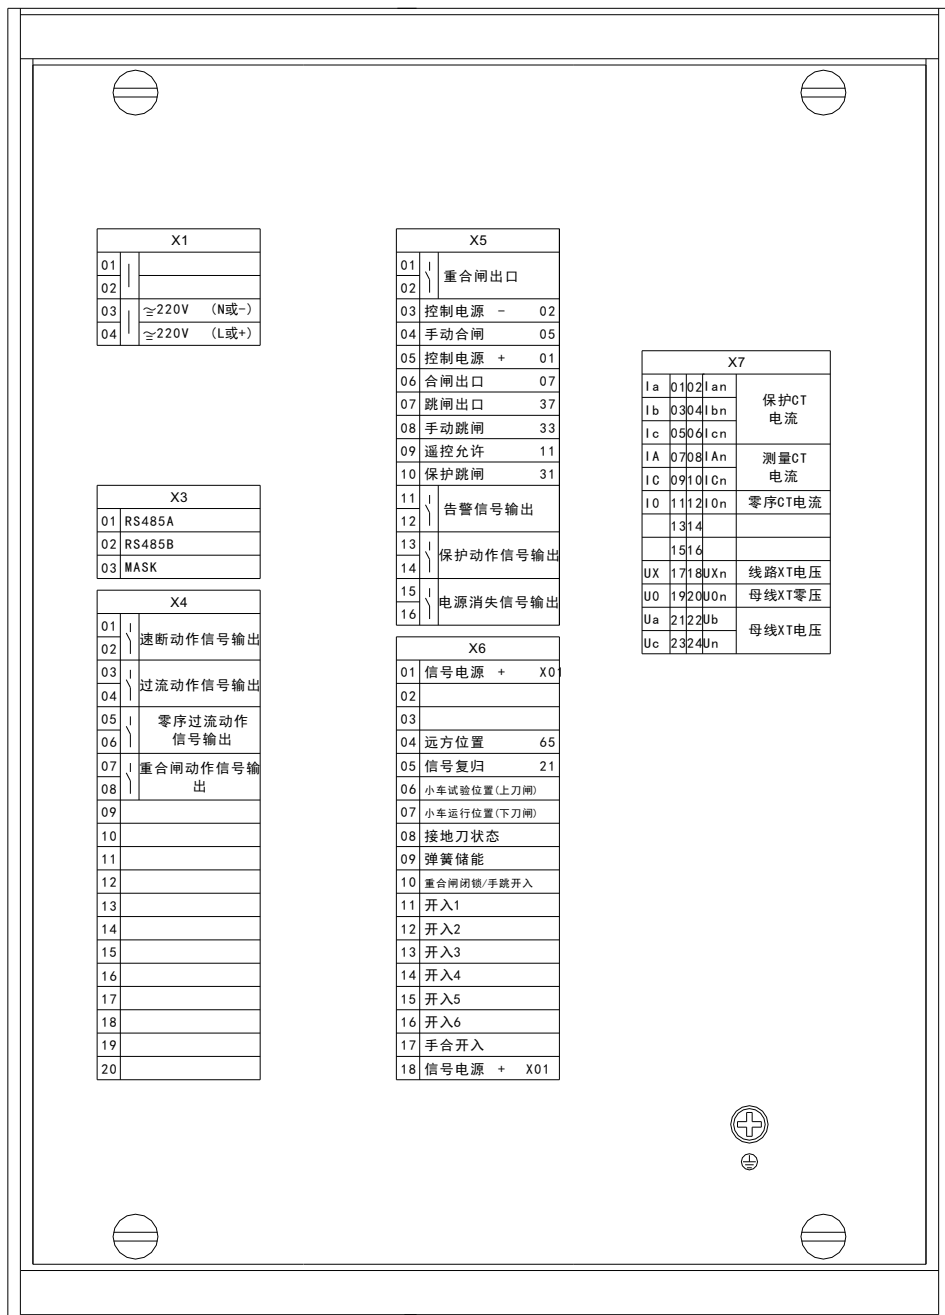 X1
01
02
03 ≃220V (N或-)
04 ≃220V (L或+)
X3
01 RS485A
02 RS485B
03 MASK
X4
01
02
速断动作信号输出
03
04
过流动作信号输出
05
06
零序过流动作
信号输出
07
08
重合闸动作信号输
出
09
10
11
12
13
14
15
16
17
18
19
20
X5
01
02
重合闸出口
03 控制电源 - 02
04 手动合闸 05
05 控制电源 + 01
06 合闸出口 07
07 跳闸出口 37
08 手动跳闸 33
09 遥控允许 11
10 保护跳闸 31
11
12
告警信号输出
13
14
保护动作信号输出
15
16
电源消失信号输出
X6
01 信号电源 + X01
02
03
04 远方位置 65
05 信号复归 21
06 小车试验位置(上刀闸)
07 小车运行位置(下刀闸)
08 接地刀状态
09 弹簧储能
10 重合闸闭锁/手跳开入
11 开入1
12 开入2
13 开入3
14 开入4
15 开入5
16 开入6
17 手合开入
18 信号电源 + X01
X7
Ia 01 02 Ian
Ib 03 04 Ibn
Ic 05 06 Icn
保护CT
电流
IA 07 08 IAn
IC 09 10 ICn
测量CT
电流
I0 11 12 I0n 零序CT电流
13 14
15 16
UX 17 18 UXn 线路XT电压
U0 19 20 U0n 母线XT零压
Ua 21 22 Ub
Uc 23 24 Un
母线XT电压